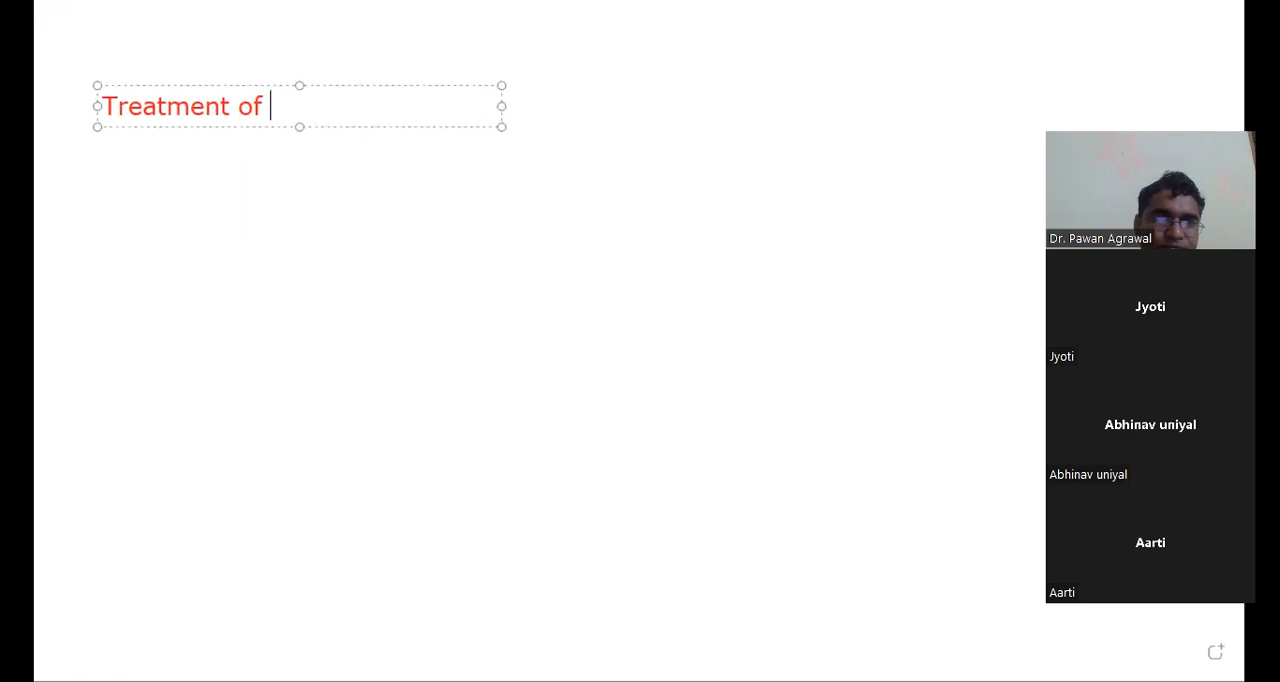 Treatment of
Dr. Pawan Agrawal
Jyoti
Jyoti
Abhinav uniyal
Abhinav uniyal
Aarti
Aarti